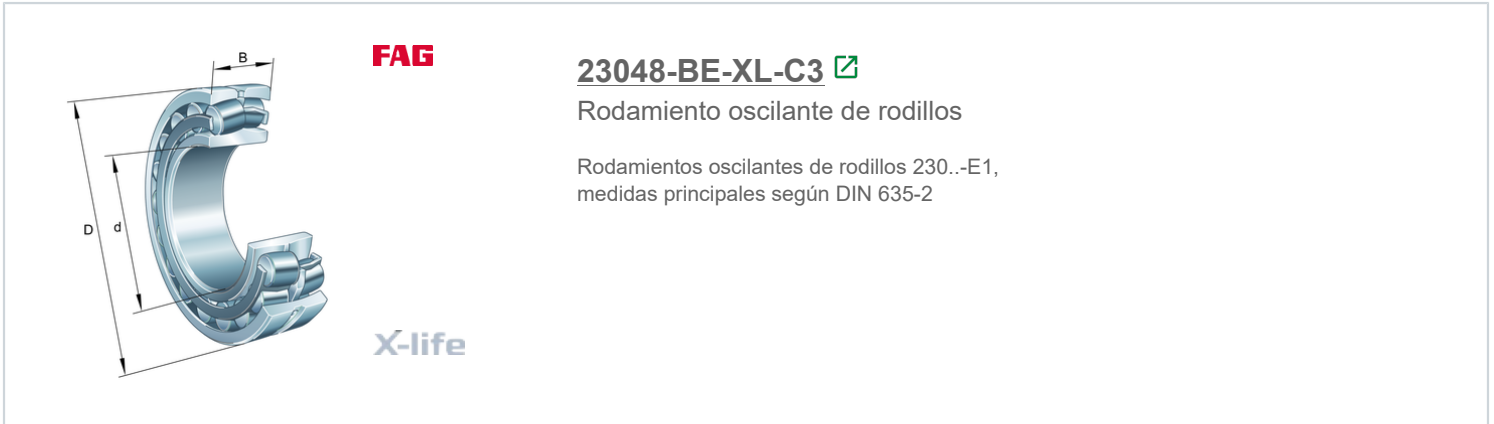 B
D
d
FAG
X-life
23048-BE-XL-C3
Rodamiento oscilante de rodillos
Rodamientos oscilantes de rodillos 230..-E1,
medidas principales según DIN 635-2